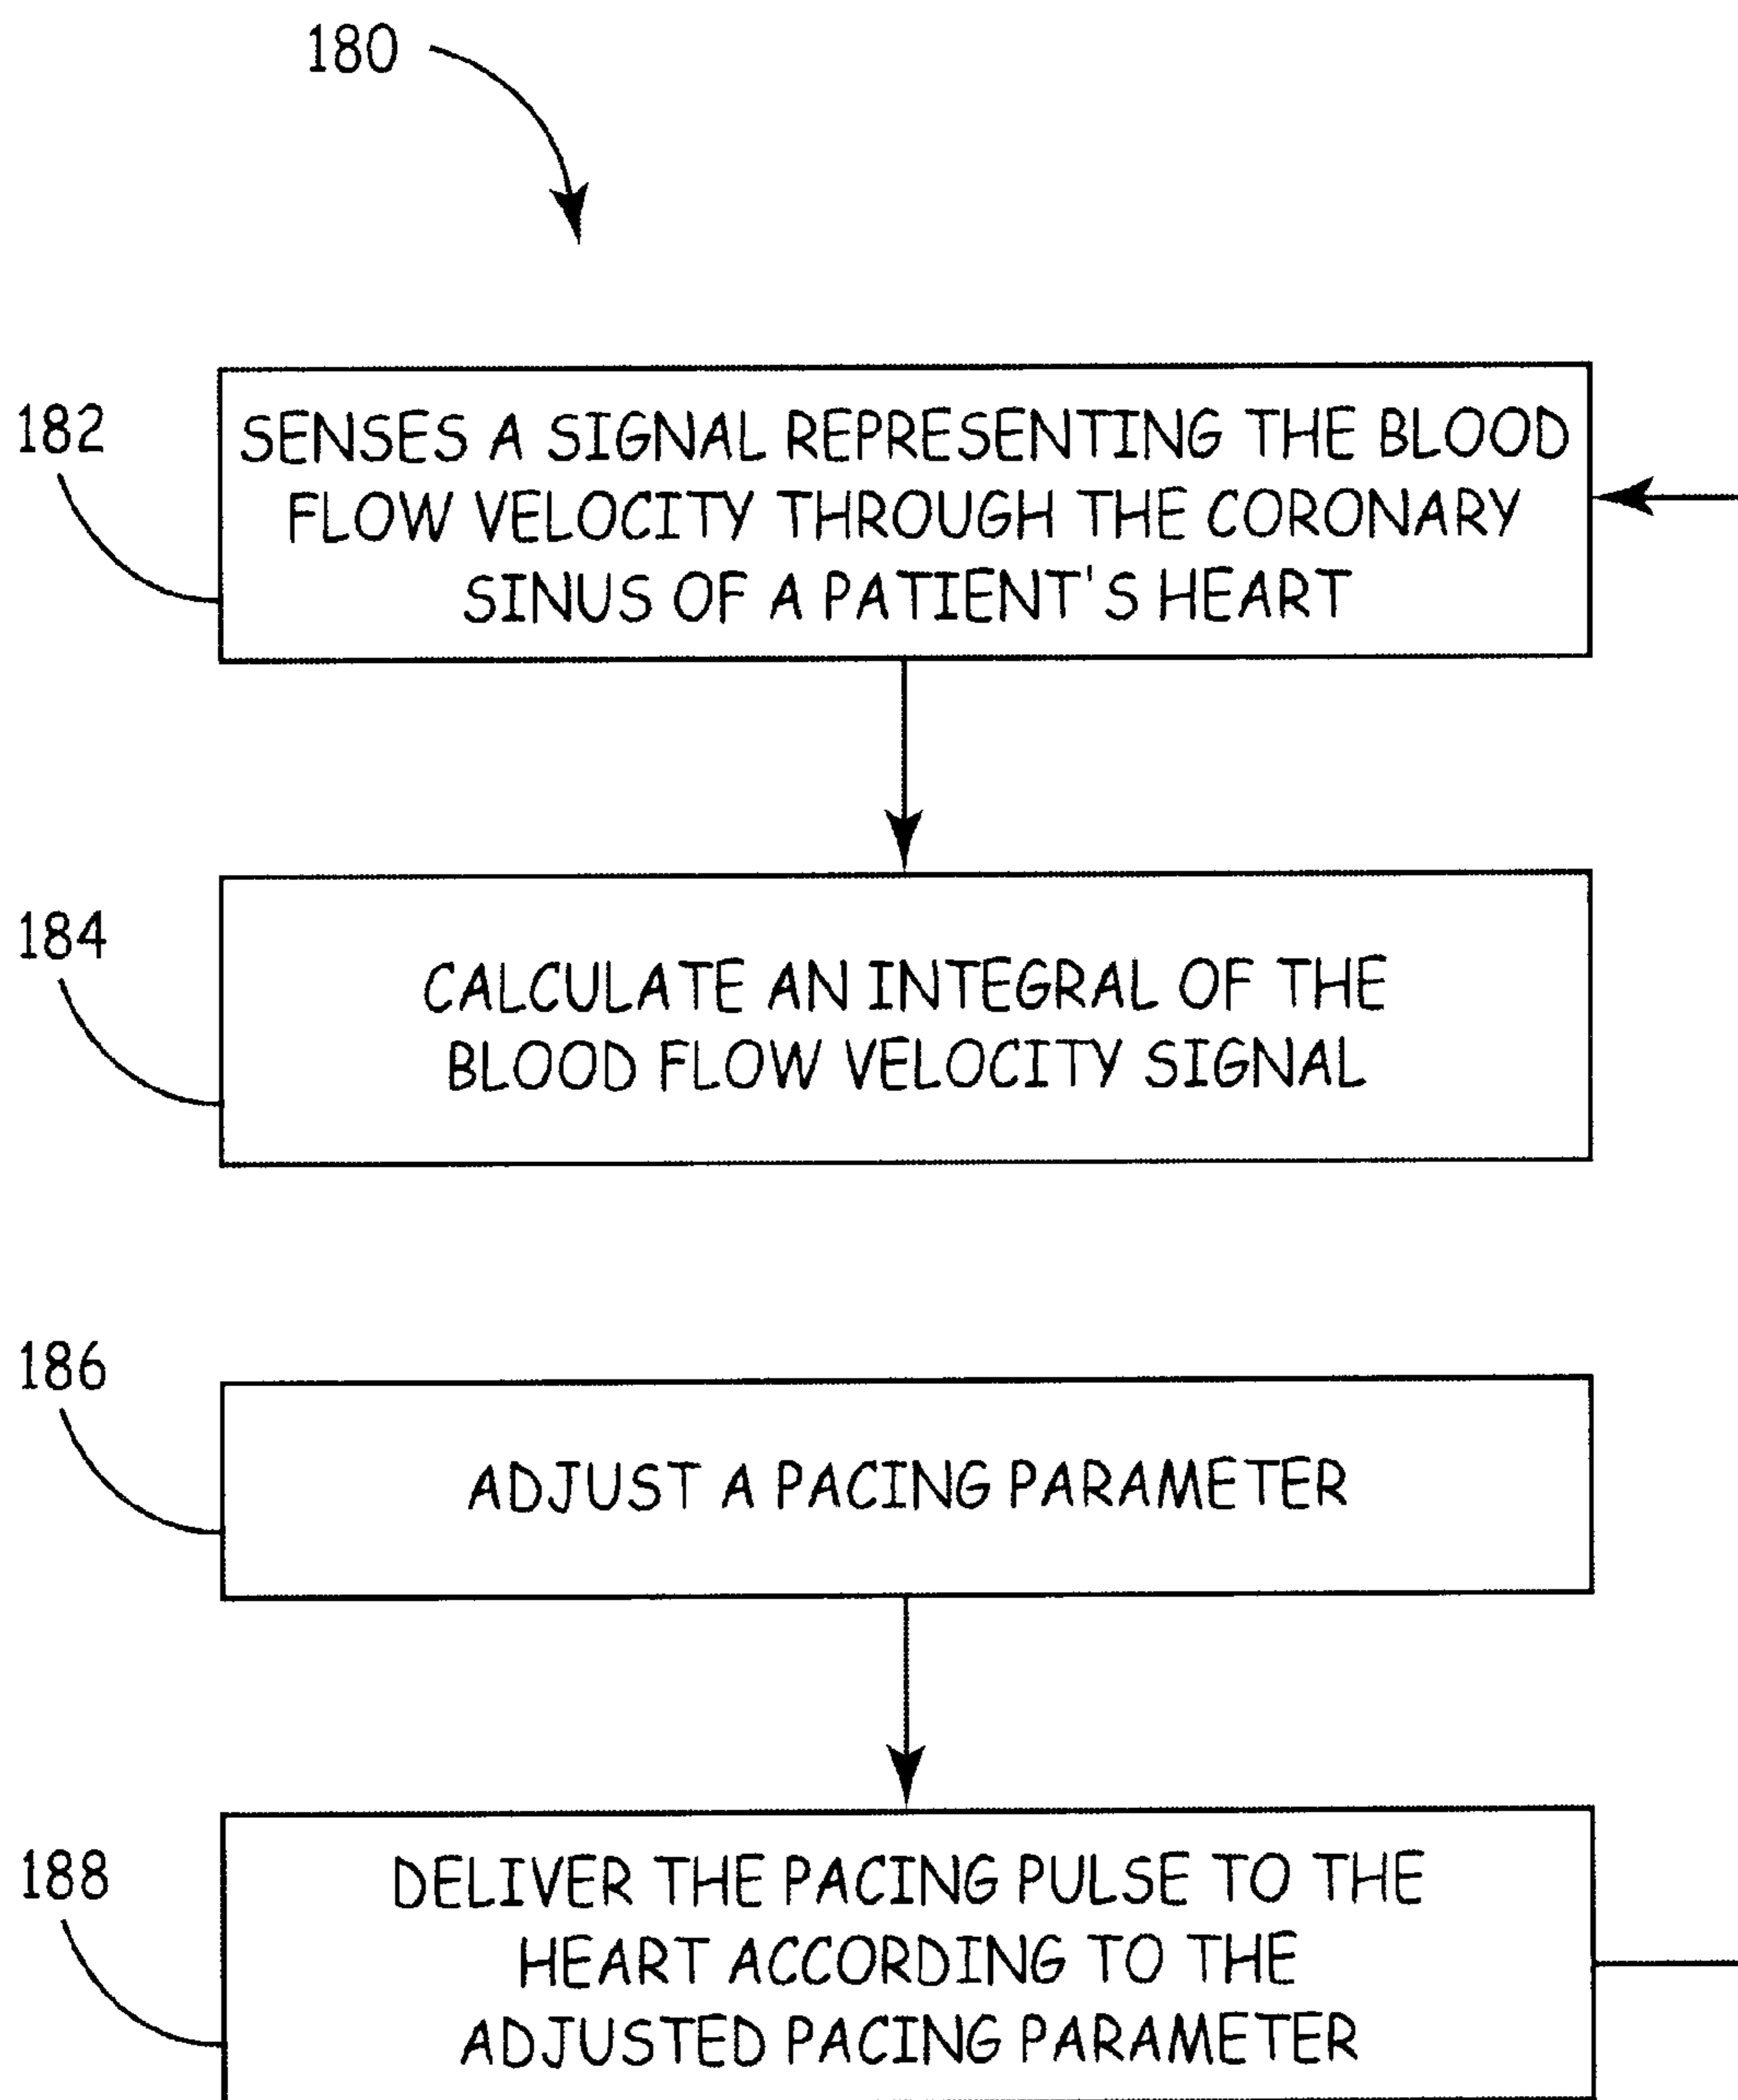 180
182
SENSES A SIGNAL REPRESENTING THE BLOOD
FLOW VELOCITY THROUGH THE CORONARY
SINUS OF A PATIENT'S HEART
184
CALCULATE AN INTEGRAL OF THE
BLOOD FLOW VELOCITY SIGNAL
186
ADJUST A PACING PARAMETER
188
DELIVER THE PACING PULSE TO THE
HEART ACCORDING TO THE
ADJUSTED PACING PARAMETER